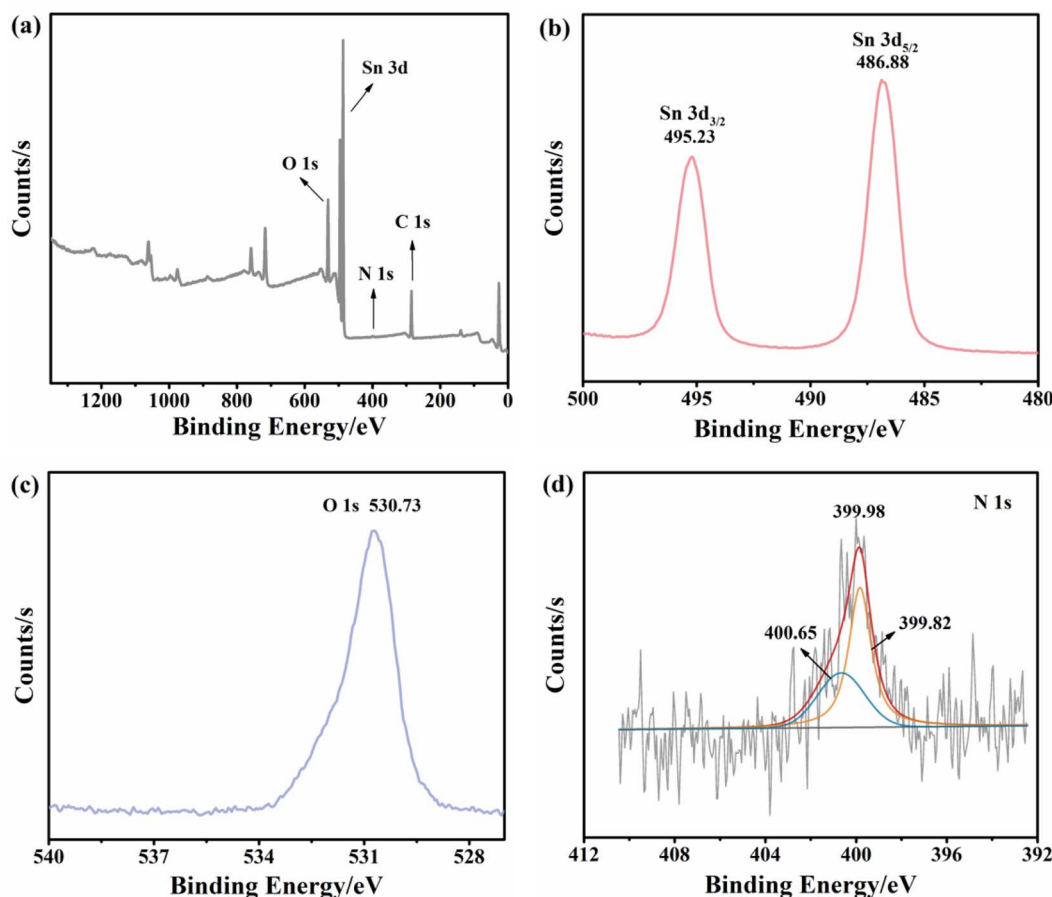 (a)
Sn 3d
O 1s
C 1s
N 1s
Counts/s
1200 1000 800 600 400 200 0
Binding Energy/eV
(b)
Sn 3d5/2
486.88
Sn 3d3/2
495.23
Counts/s
500 495 490 485 480
Binding Energy/eV
(c)
O 1s 530.73
Counts/s
540 537 534 531 528
Binding Energy/eV
(d)
N 1s
399.98
400.65
399.82
Counts/s
412 408 404 400 396 392
Binding Energy/eV